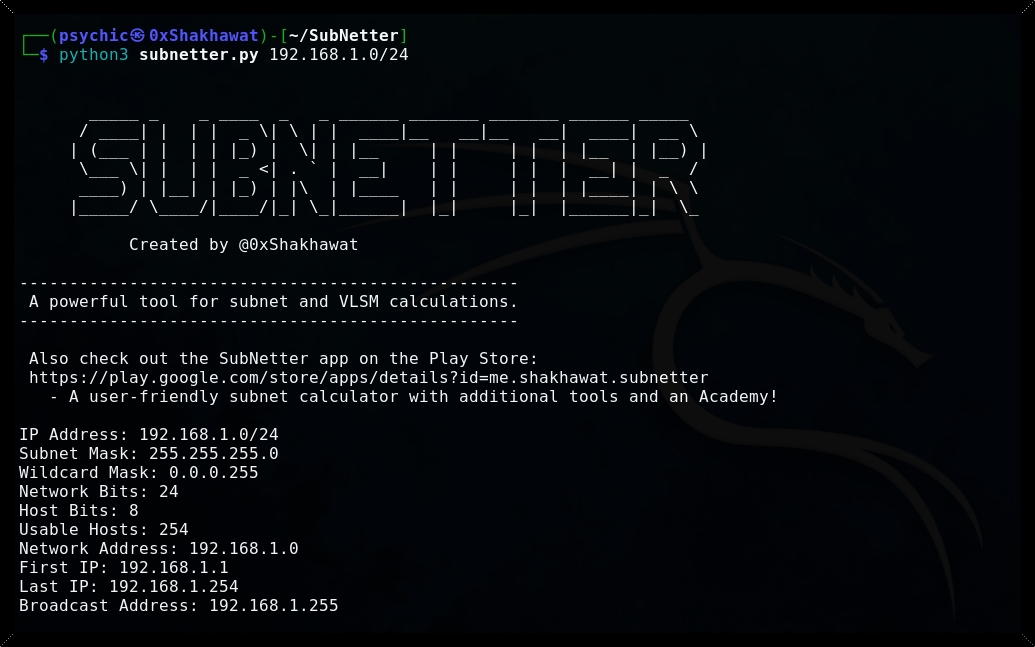 ┌──(psychic㉿0xShakhawat)-[~/SubNetter]
└─$ python3 subnetter.py 192.168.1.0/24
SUBNETTER
Created by @0xShakhawat
--------------------------------------------------
A powerful tool for subnet and VLSM calculations.
--------------------------------------------------
Also check out the SubNetter app on the Play Store:
https://play.google.com/store/apps/details?id=me.shakhawat.subnetter
- A user-friendly subnet calculator with additional tools and an Academy!
IP Address: 192.168.1.0/24
Subnet Mask: 255.255.255.0
Wildcard Mask: 0.0.0.255
Network Bits: 24
Host Bits: 8
Usable Hosts: 254
Network Address: 192.168.1.0
First IP: 192.168.1.1
Last IP: 192.168.1.254
Broadcast Address: 192.168.1.255